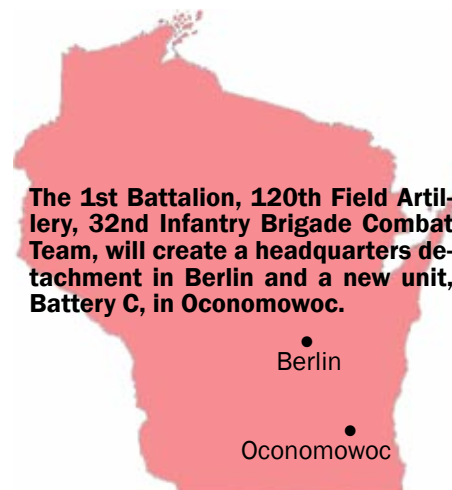 The 1st Battalion, 120th Field Artil-
lery, 32nd Infantry Brigade Combat
Team, will create a headquarters de-
tachment in Berlin and a new unit,
Battery C, in Oconomowoc.
Berlin
Oconomowoc